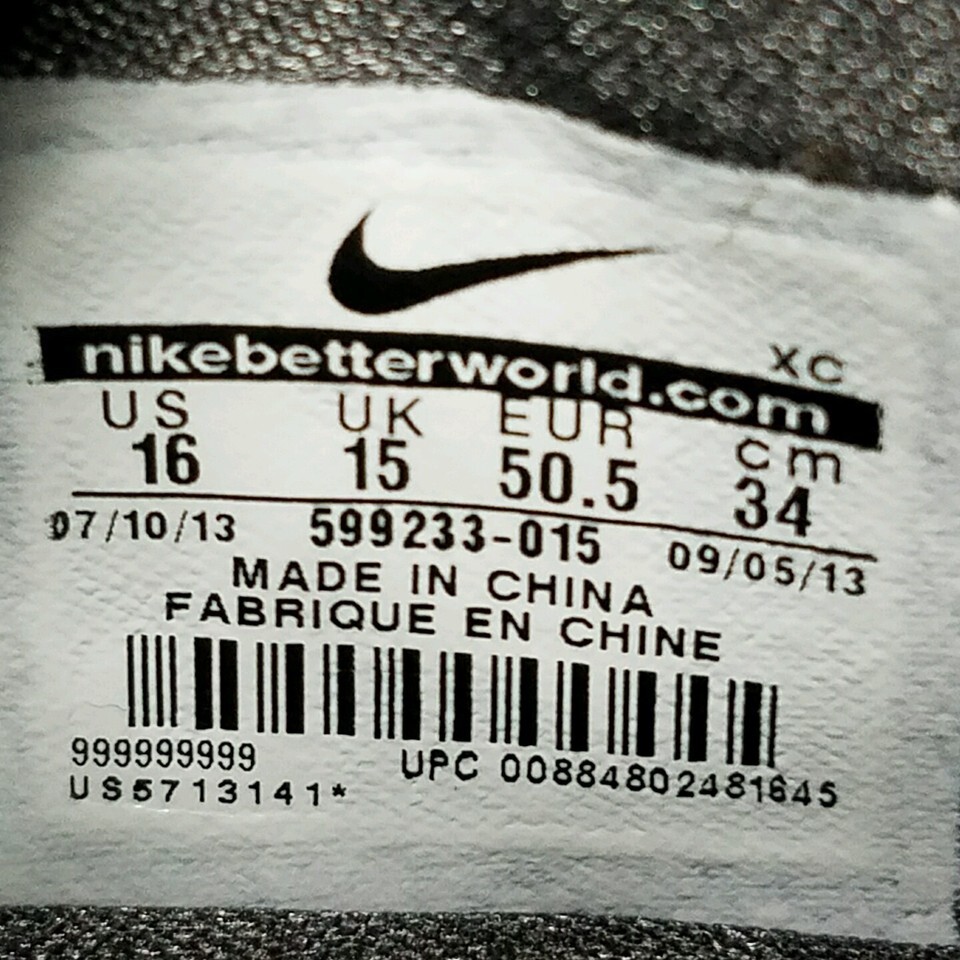 nikebetterworld.com
XC
US UK EUR cm
16 15 50.5 34
07/10/13 599233-015 09/05/13
MADE IN CHINA
FABRIQUE EN CHINE
999999999 UPC 00884802481645
US5713141*